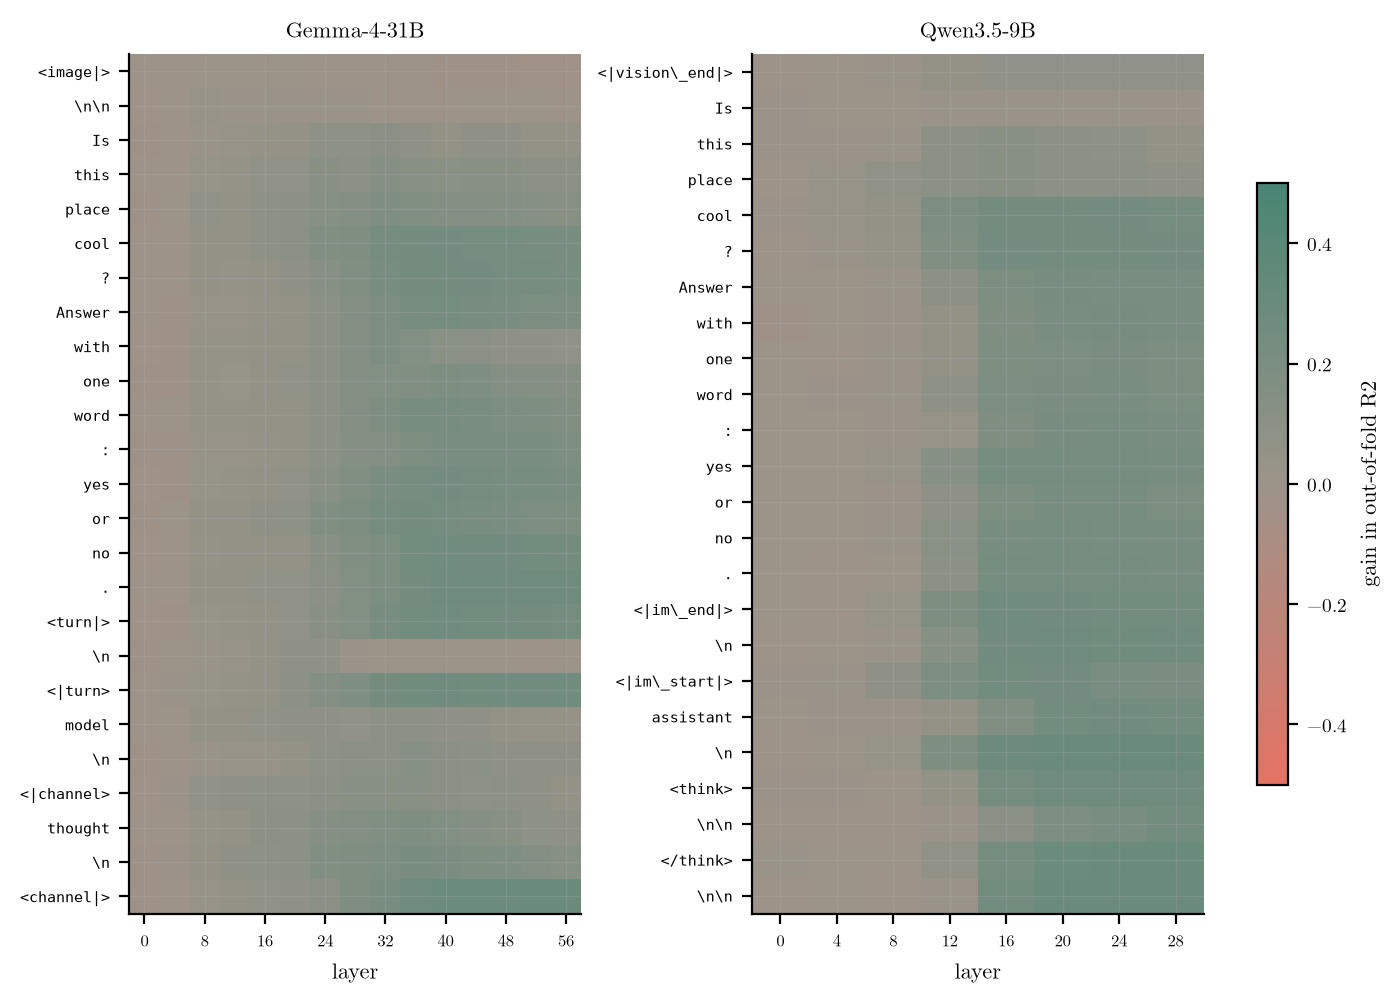 Gemma-4-31B
<image|>
\n\n
Is
this
place
cool
?
Answer
with
one
word
:
yes
or
no
.
<turn|>
\n
<|turn>
model
\n
<|channel>
thought
\n
<channel|>
0 8 16 24 32 40 48 56
layer
Qwen3.5-9B
<|vision\_end|>
Is
this
place
cool
?
Answer
with
one
word
:
yes
or
no
.
<|im\_end|>
\n
<|im\_start|>
assistant
\n
<think>
\n\n
</think>
\n\n
0 4 8 12 16 20 24 28
layer
0.4
0.2
0.0
−0.2
−0.4
gain in out-of-fold R2